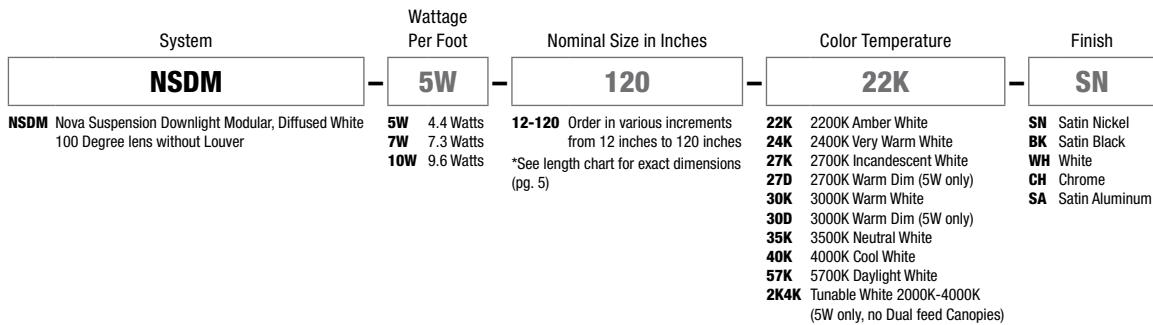 System
Wattage
Per Foot
Nominal Size in Inches
Color Temperature
Finish
NSDM – 5W – 120 – 22K – SN
NSDM Nova Suspension Downlight Modular, Diffused White
100 Degree lens without Louver
5W 4.4 Watts
7W 7.3 Watts
10W 9.6 Watts
12-120 Order in various increments
from 12 inches to 120 inches
*See length chart for exact dimensions
(pg. 5)
22K 2200K Amber White
24K 2400K Very Warm White
27K 2700K Incandescent White
27D 2700K Warm Dim (5W only)
30K 3000K Warm White
30D 3000K Warm Dim (5W only)
35K 3500K Neutral White
40K 4000K Cool White
57K 5700K Daylight White
2K4K Tunable White 2000K-4000K
(5W only, no Dual feed Canopies)
SN Satin Nickel
BK Satin Black
WH White
CH Chrome
SA Satin Aluminum